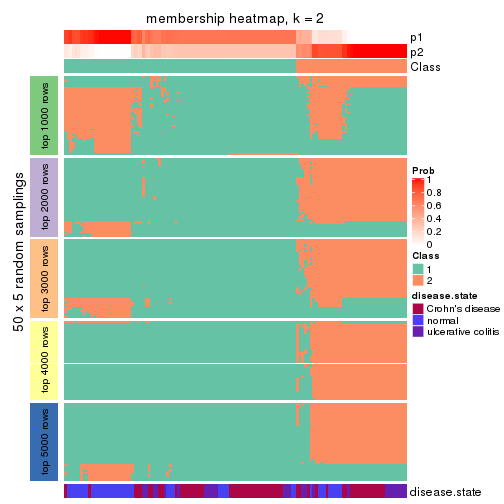 membership heatmap, k = 2
p1
p2
Class
50 x 5 random samplings
top 1000 rows
top 2000 rows
top 3000 rows
top 4000 rows
top 5000 rows
Prob
1
0.8
0.6
0.4
0.2
0
Class
1
2
disease.state
Crohn's disease
normal
ulcerative colitis
disease.state